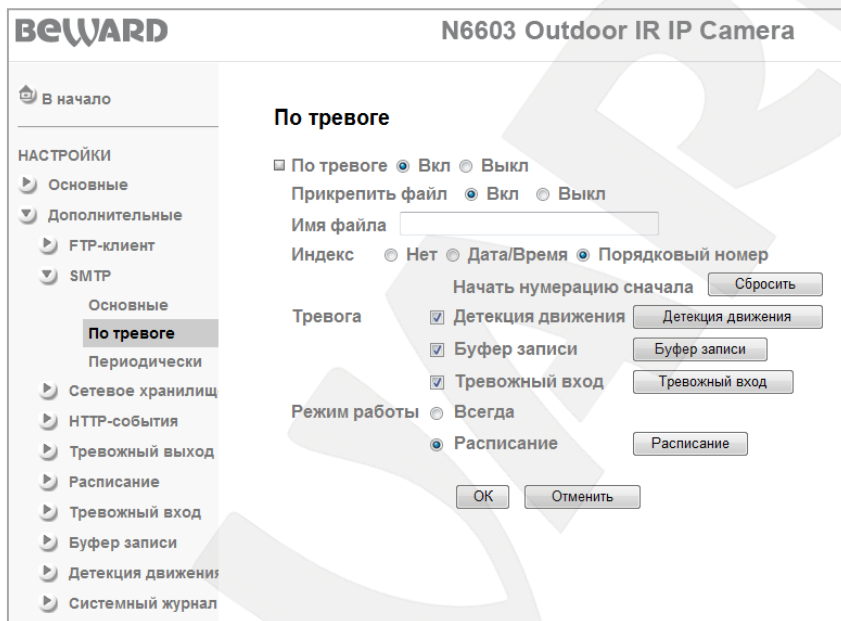 BEWARD
N6603 Outdoor IR IP Camera
В начало
НАСТРОЙКИ
Основные
Дополнительные
FTP-клиент
SMTP
Основные
По тревоге
Периодически
Сетевое хранилищ
HTTP-события
Тревожный выход
Расписание
Тревожный вход
Буфер записи
Детекция движения
Системный журнал
По тревоге
По тревоге Вкл Выкл
Прикрепить файл Вкл Выкл
Имя файла
Индекс Нет Дата/Время Порядковый номер
Начать нумерацию сначала Сбросить
Тревога Детекция движения Детекция движения
Буфер записи Буфер записи
Тревожный вход Тревожный вход
Режим работы Всегда
Расписание Расписание
OK Отменить